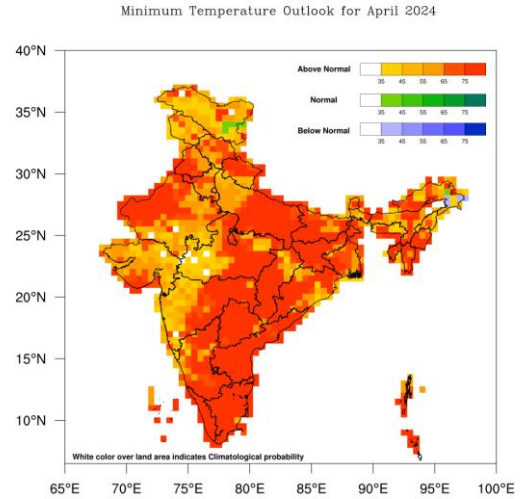 Minimum Temperature Outlook for April 2024
40°N
35°N
30°N
25°N
20°N
15°N
10°N
Above Normal
35 45 55 65 75
Normal
35 45 55 65 75
Below Normal
35 45 55 65 75
White color over land area indicates Climatological probability
65°E 70°E 75°E 80°E 85°E 90°E 95°E 100°E